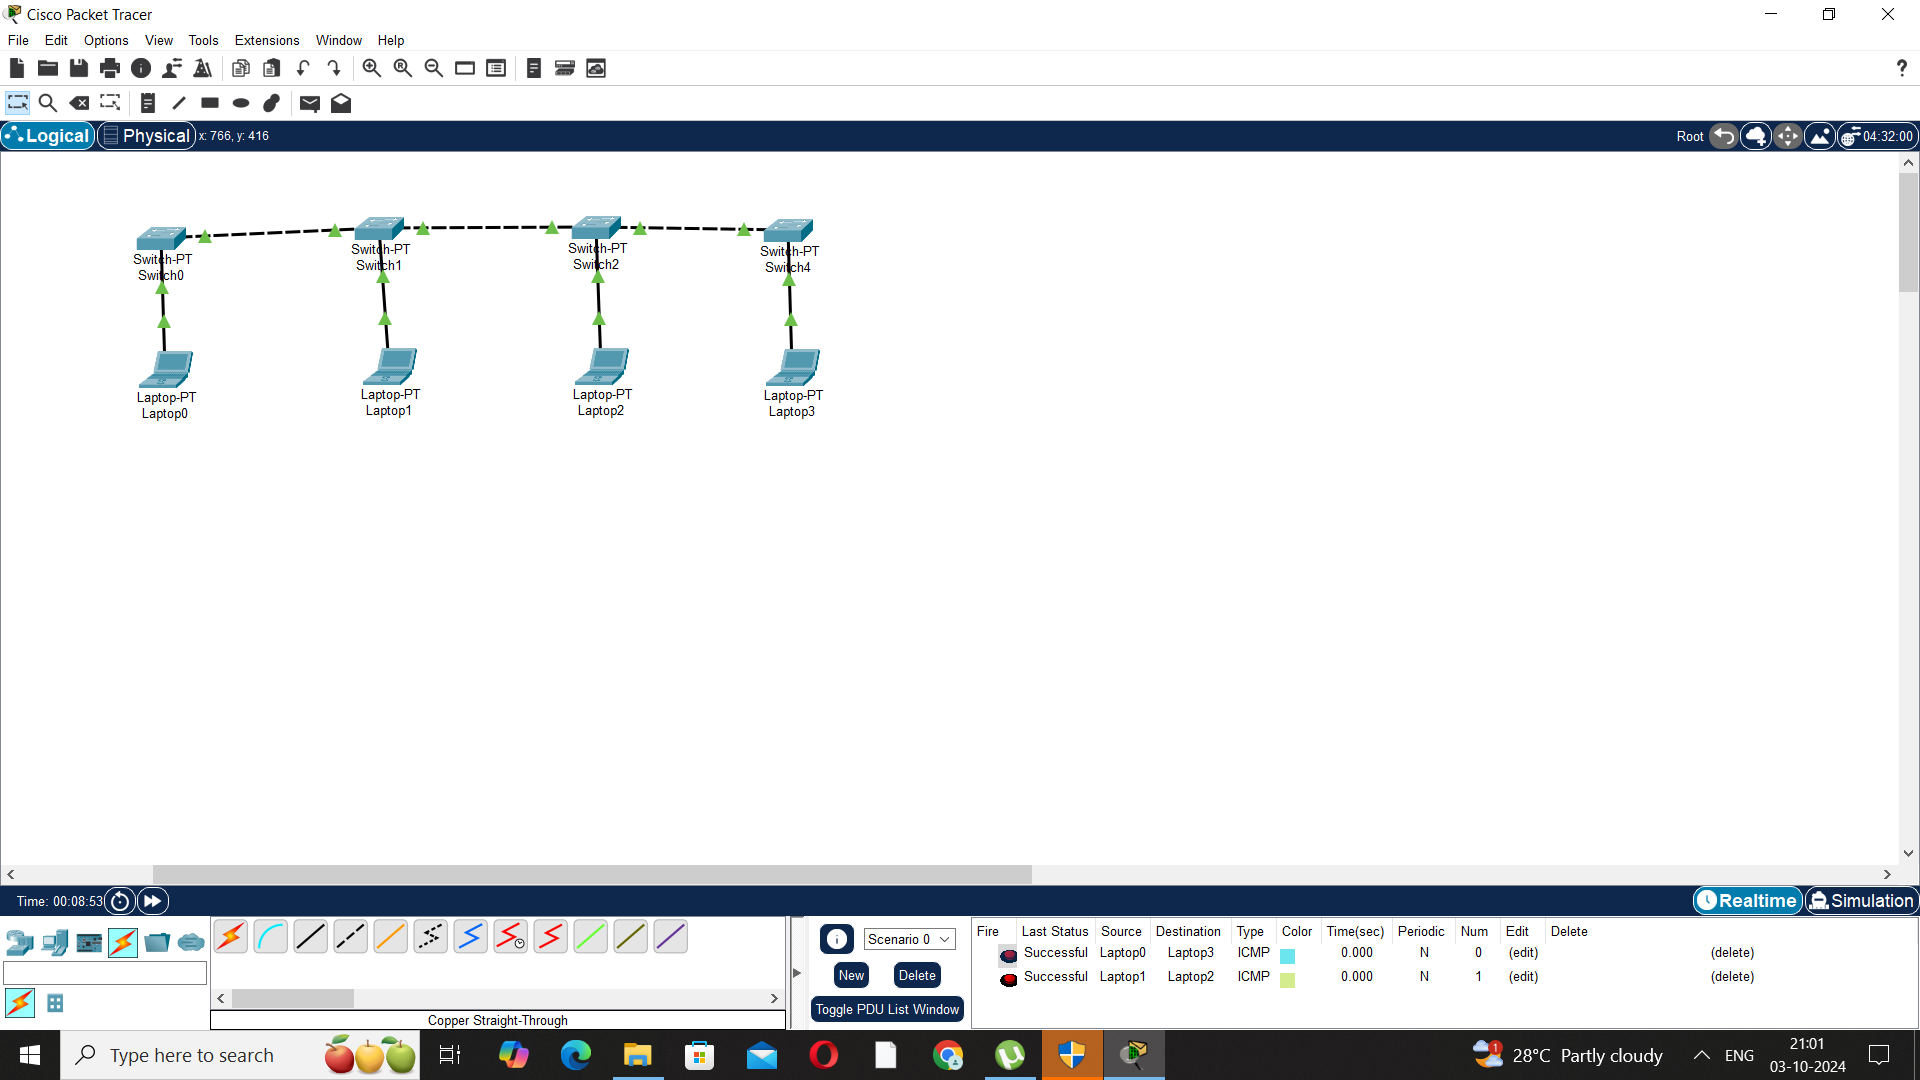 Cisco Packet Tracer
File Edit Options View Tools Extensions Window Help
?
Logical Physical x: 766, y: 416 Root 04:32:00
Switch-PT
Switch0
Switch-PT
Switch1
Switch-PT
Switch2
Switch-PT
Switch4
Laptop-PT
Laptop0
Laptop-PT
Laptop1
Laptop-PT
Laptop2
Laptop-PT
Laptop3
Time: 00:08:53 Realtime Simulation
Scenario 0
New Delete
Toggle PDU List Window
Copper Straight-Through
Fire Last Status Source Destination Type Color Time(sec) Periodic Num Edit Delete
Successful Laptop0 Laptop3 ICMP 0.000 N 0 (edit) (delete)
Successful Laptop1 Laptop2 ICMP 0.000 N 1 (edit) (delete)
Type here to search
1 28°C Partly cloudy ENG
21:01
03-10-2024